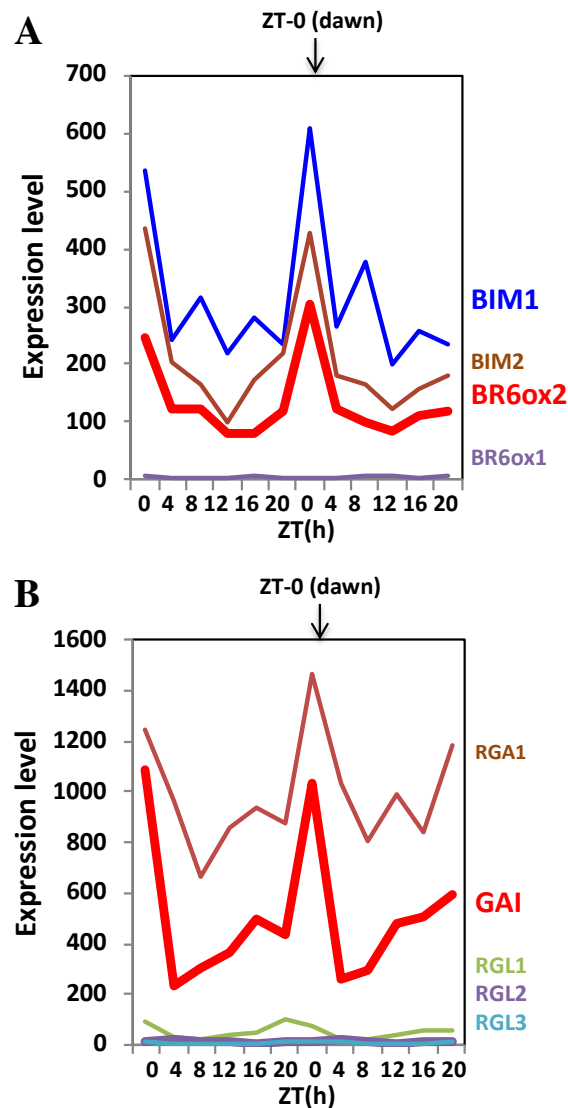 A
ZT-0 (dawn)
Expression level
700
600
500
400
300
200
100
0
BIM1
BIM2
BR6ox2
BR6ox1
0 4 8 12 16 20 0 4 8 12 16 20
ZT(h)
B
ZT-0 (dawn)
Expression level
1600
1400
1200
1000
800
600
400
200
0
RGA1
GAI
RGL1
RGL2
RGL3
0 4 8 12 16 20 0 4 8 12 16 20
ZT(h)